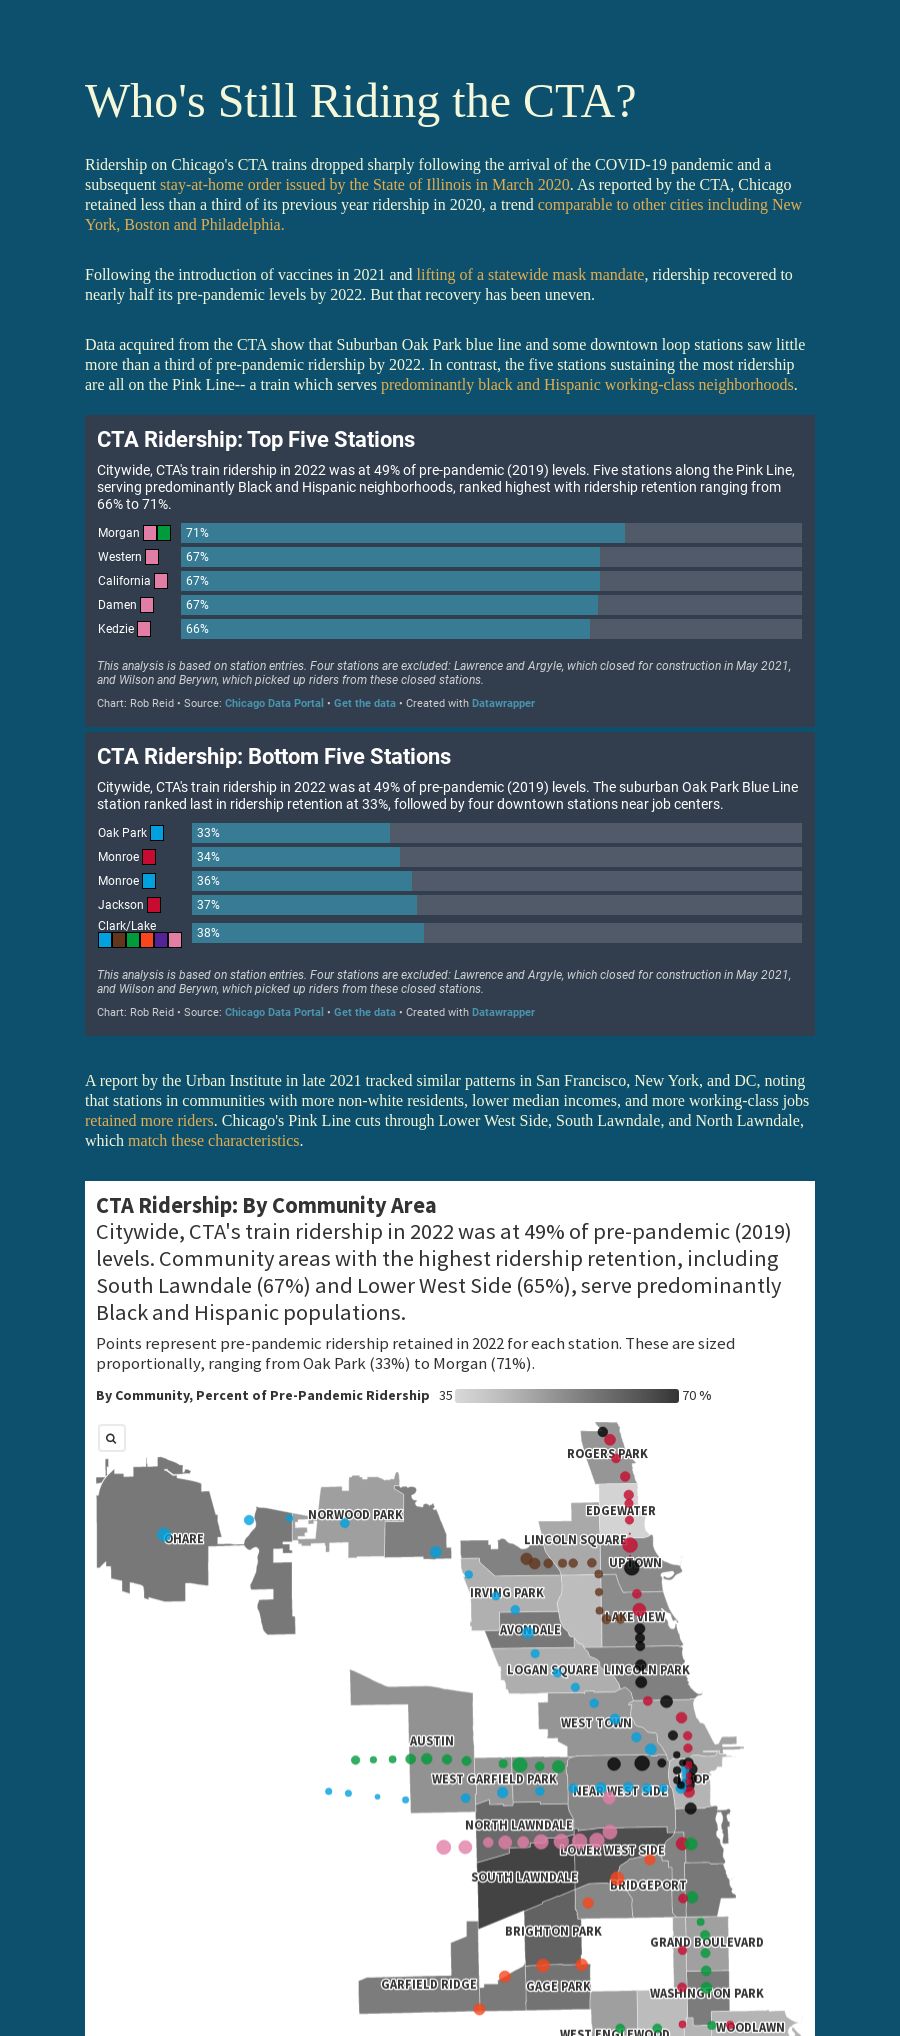 Who's Still Riding the CTA?
Ridership on Chicago's CTA trains dropped sharply following the arrival of the COVID-19 pandemic and a
subsequent stay-at-home order issued by the State of Illinois in March 2020. As reported by the CTA, Chicago
retained less than a third of its previous year ridership in 2020, a trend comparable to other cities including New
York, Boston and Philadelphia.
Following the introduction of vaccines in 2021 and lifting of a statewide mask mandate, ridership recovered to
nearly half its pre-pandemic levels by 2022. But that recovery has been uneven.
Data acquired from the CTA show that Suburban Oak Park blue line and some downtown loop stations saw little
more than a third of pre-pandemic ridership by 2022. In contrast, the five stations sustaining the most ridership
are all on the Pink Line-- a train which serves predominantly black and Hispanic working-class neighborhoods.
CTA Ridership: Top Five Stations
Citywide, CTA's train ridership in 2022 was at 49% of pre-pandemic (2019) levels. Five stations along the Pink Line,
serving predominantly Black and Hispanic neighborhoods, ranked highest with ridership retention ranging from
66% to 71%.
Morgan 71%
Western 67%
California 67%
Damen 67%
Kedzie 66%
This analysis is based on station entries. Four stations are excluded: Lawrence and Argyle, which closed for construction in May 2021,
and Wilson and Berywn, which picked up riders from these closed stations.
Chart: Rob Reid • Source: Chicago Data Portal • Get the data • Created with Datawrapper
CTA Ridership: Bottom Five Stations
Citywide, CTA's train ridership in 2022 was at 49% of pre-pandemic (2019) levels. The suburban Oak Park Blue Line
station ranked last in ridership retention at 33%, followed by four downtown stations near job centers.
Oak Park 33%
Monroe 34%
Monroe 36%
Jackson 37%
Clark/Lake 38%
This analysis is based on station entries. Four stations are excluded: Lawrence and Argyle, which closed for construction in May 2021,
and Wilson and Berywn, which picked up riders from these closed stations.
Chart: Rob Reid • Source: Chicago Data Portal • Get the data • Created with Datawrapper
A report by the Urban Institute in late 2021 tracked similar patterns in San Francisco, New York, and DC, noting
that stations in communities with more non-white residents, lower median incomes, and more working-class jobs
retained more riders. Chicago's Pink Line cuts through Lower West Side, South Lawndale, and North Lawndale,
which match these characteristics.
CTA Ridership: By Community Area
Citywide, CTA's train ridership in 2022 was at 49% of pre-pandemic (2019)
levels. Community areas with the highest ridership retention, including
South Lawndale (67%) and Lower West Side (65%), serve predominantly
Black and Hispanic populations.
Points represent pre-pandemic ridership retained in 2022 for each station. These are sized
proportionally, ranging from Oak Park (33%) to Morgan (71%).
By Community, Percent of Pre-Pandemic Ridership 35 70 %
ROGERS PARK
EDGEWATER
NORWOOD PARK
OHARE
LINCOLN SQUARE
UPTOWN
IRVING PARK
LAKE VIEW
AVONDALE
LOGAN SQUARE
LINCOLN PARK
WEST TOWN
AUSTIN
WEST GARFIELD PARK
NEAR WEST SIDE
NORTH LAWNDALE
LOWER WEST SIDE
SOUTH LAWNDALE
BRIDGEPORT
BRIGHTON PARK
GRAND BOULEVARD
GARFIELD RIDGE
GAGE PARK
WASHINGTON PARK
WOODLAWN
WEST ENGLEWOOD